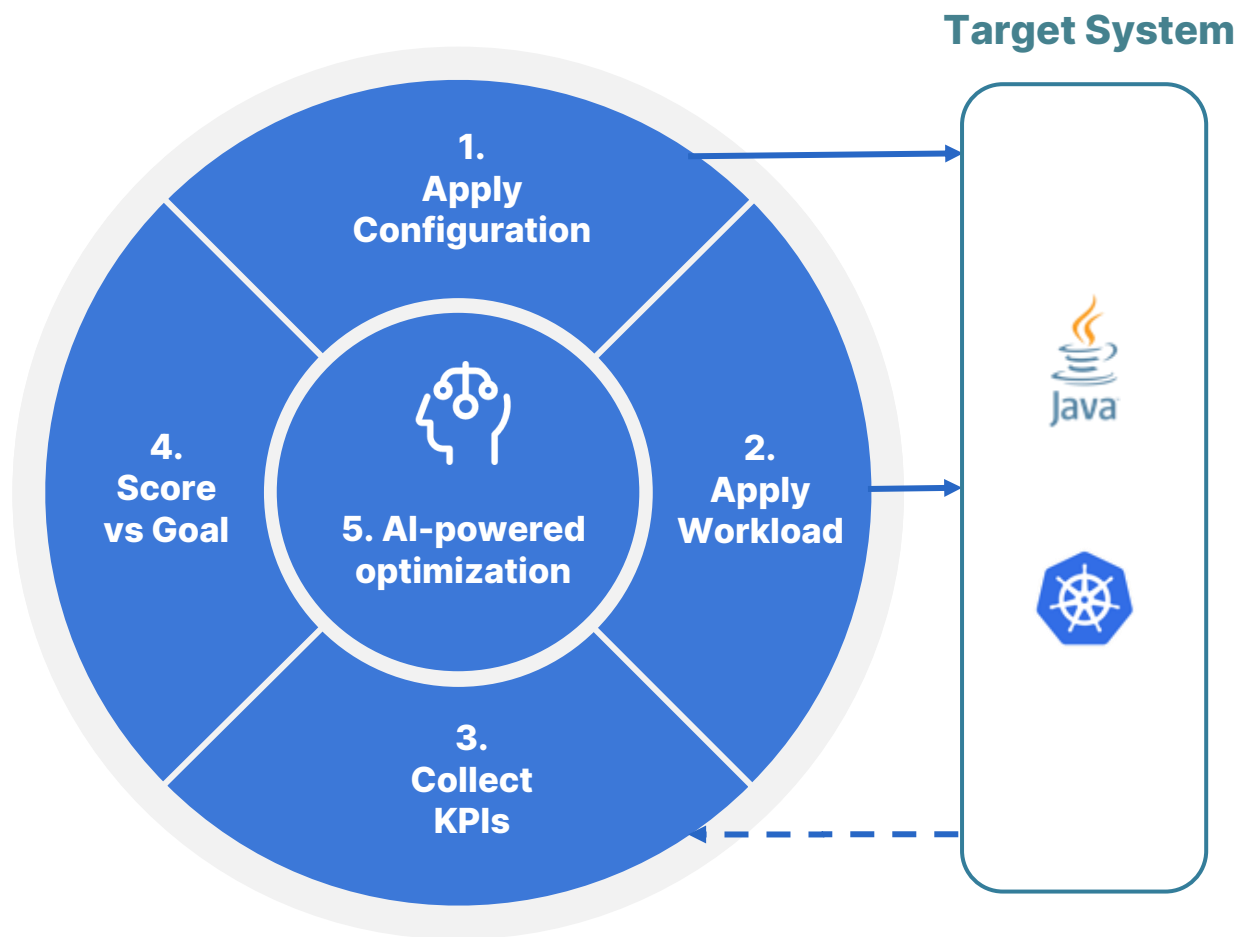 Target System
1.
Apply
Configuration
2.
Apply
Workload
3.
Collect
KPIs
4.
Score
vs Goal
5. AI-powered
optimization
Java